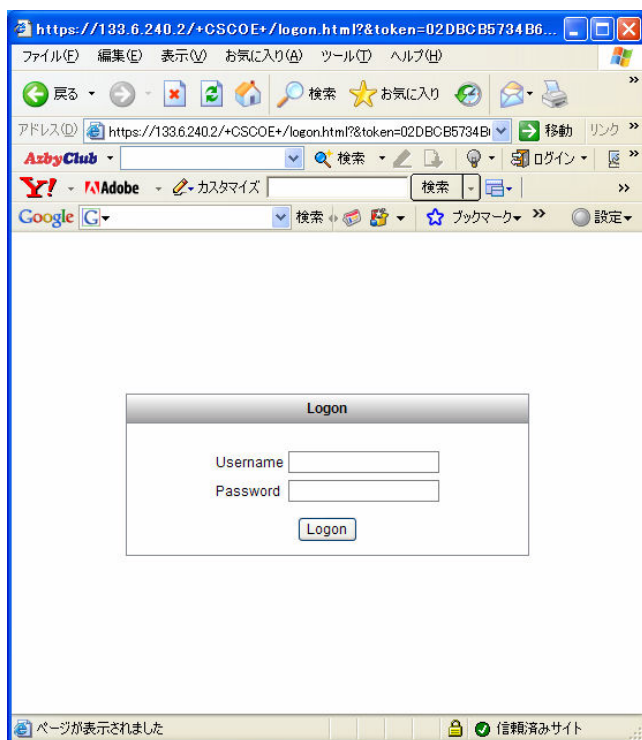 https://133.6.240.2/+CSCOE+/logon.html?&token=02DBCB5734B6...
ファイル(F) 編集(E) 表示(V) お気に入り(A) ツール(T) ヘルプ(H)
戻る 検索 お気に入り »
アドレス(D) https://133.6.240.2/+CSCOE+/logon.html?&token=02DBCB5734B 移動 リンク »
AzbyClub 検索 ログイン »
Y! Adobe カスタマイズ 検索 »
Google G 検索 ブックマーク » 設定
Logon
Username
Password
Logon
ページが表示されました 信頼済みサイト